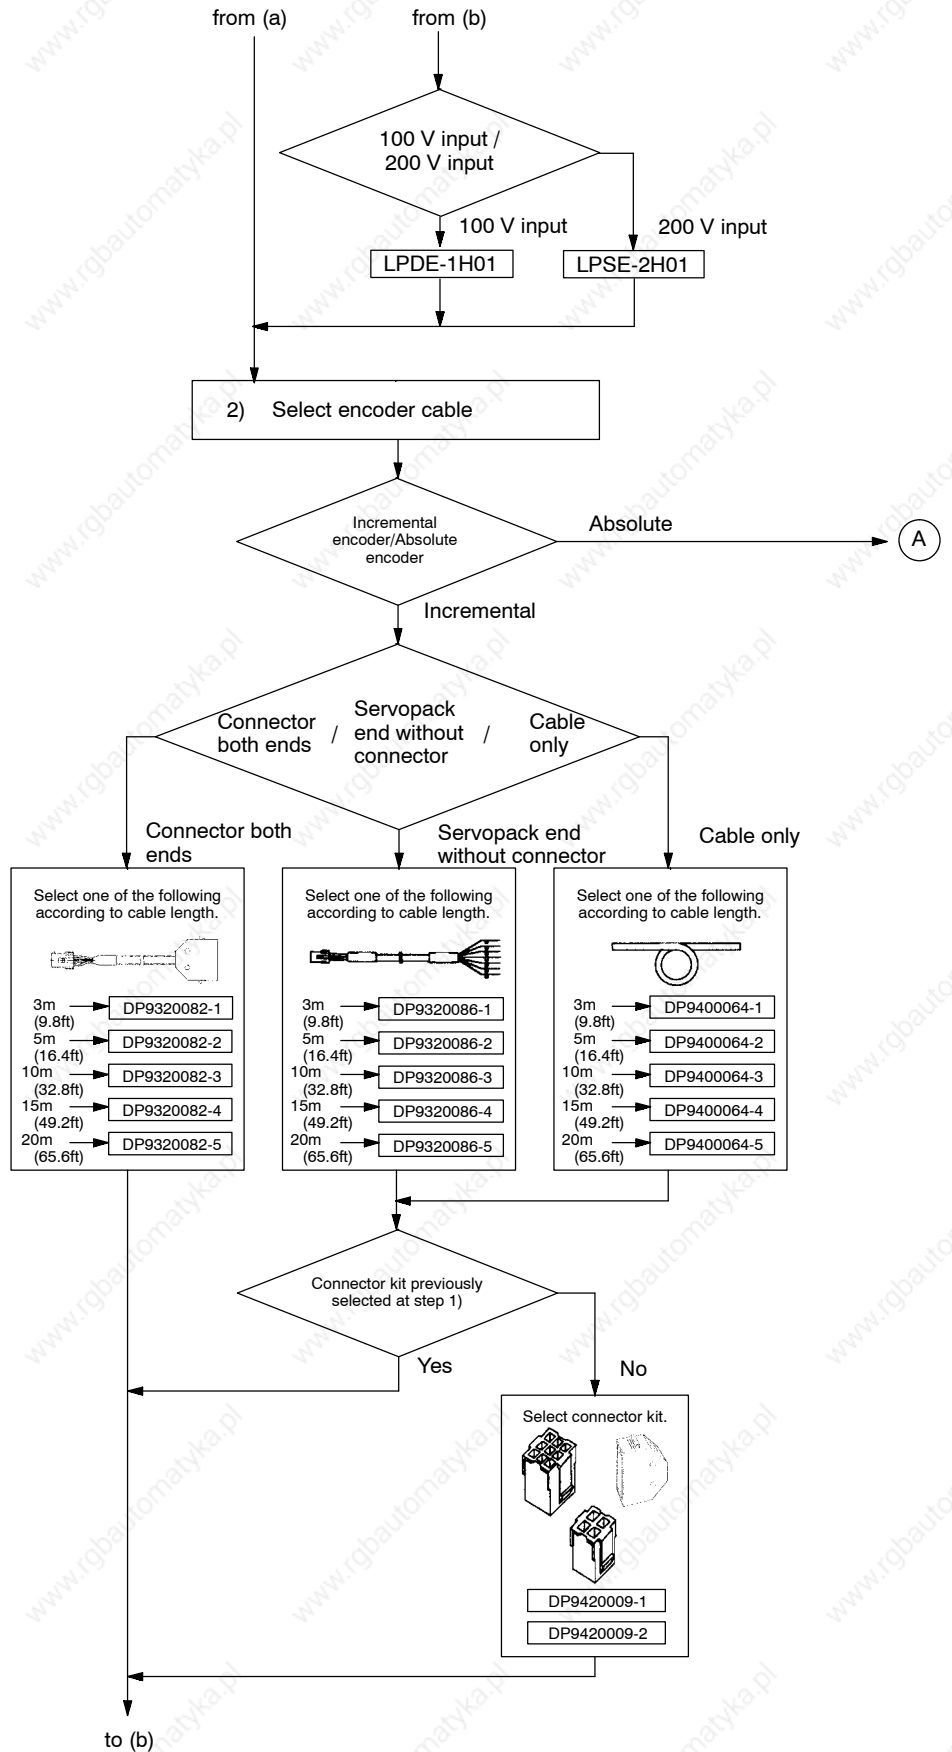 from (a)
from (b)
100 V input /
200 V input
100 V input
200 V input
LPDE-1H01
LPSE-2H01
2) Select encoder cable
Incremental
encoder/Absolute
encoder
Absolute
A
Incremental
Connector
both ends
/
Servopack
end without
connector
/
Cable
only
Connector both
ends
Servopack end
without connector
Cable only
Select one of the following
according to cable length.
3m
(9.8ft)
DP9320082-1
5m
(16.4ft)
DP9320082-2
10m
(32.8ft)
DP9320082-3
15m
(49.2ft)
DP9320082-4
20m
(65.6ft)
DP9320082-5
Select one of the following
according to cable length.
3m
(9.8ft)
DP9320086-1
5m
(16.4ft)
DP9320086-2
10m
(32.8ft)
DP9320086-3
15m
(49.2ft)
DP9320086-4
20m
(65.6ft)
DP9320086-5
Select one of the following
according to cable length.
3m
(9.8ft)
DP9400064-1
5m
(16.4ft)
DP9400064-2
10m
(32.8ft)
DP9400064-3
15m
(49.2ft)
DP9400064-4
20m
(65.6ft)
DP9400064-5
Connector kit previously
selected at step 1)
Yes
No
Select connector kit.
DP9420009-1
DP9420009-2
to (b)
www.rgbautomatyka.pl